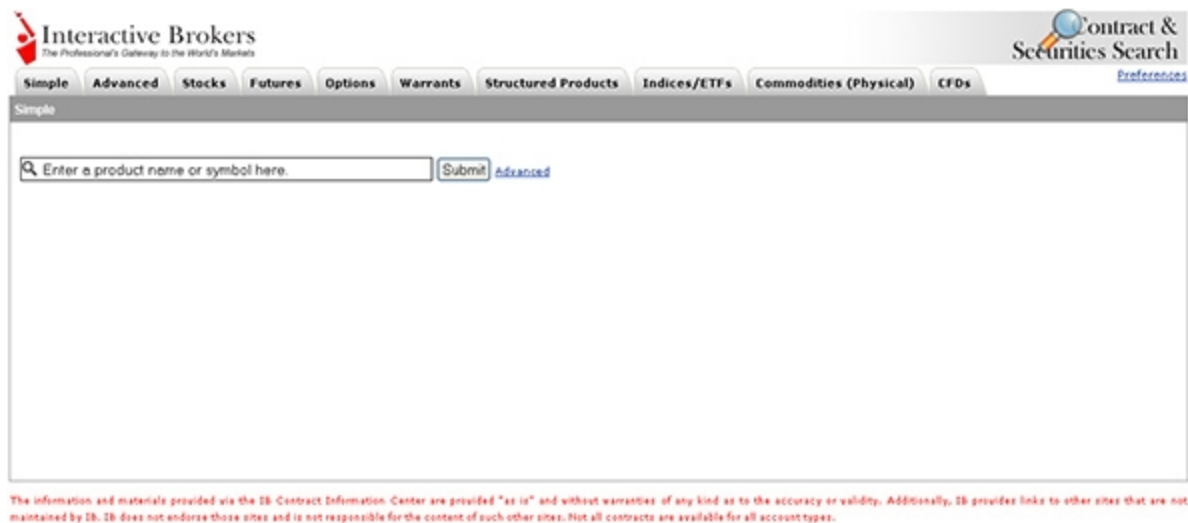 Interactive Brokers
The Professional's Gateway to the World's Markets
Contract &
Securities Search
Preferences
Simple Advanced Stocks Futures Options Warrants Structured Products Indices/ETFs Commodities (Physical) CFDs
Simple
Enter a product name or symbol here. Submit Advanced
The information and materials provided via the IB Contract Information Center are provided "as is" and without warranties of any kind as to the accuracy or validity. Additionally, IB provides links to other sites that are not
maintained by IB. IB does not endorse those sites and is not responsible for the content of such other sites. Not all contracts are available for all account types.